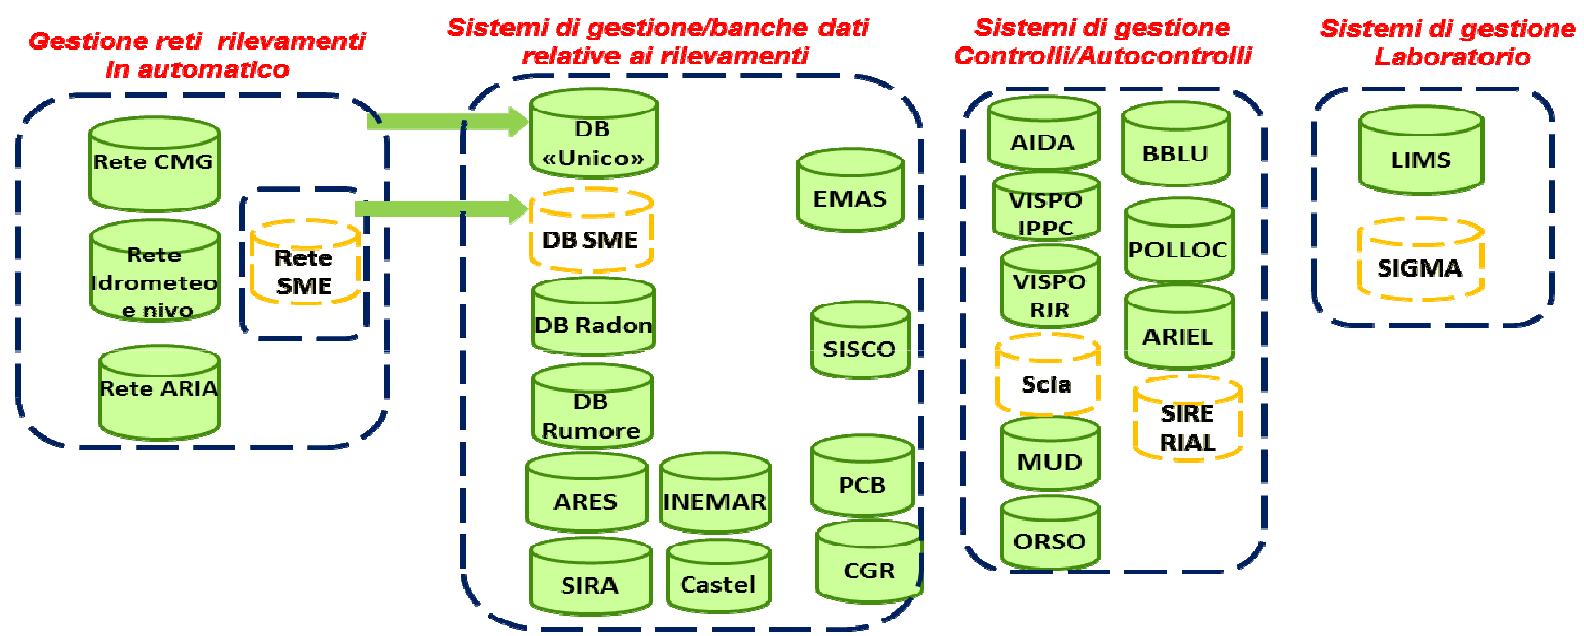 Gestione reti rilevamenti
in automatico
Rete CMG
Rete
Idrometeo
e nivo
Rete ARIA
Rete
SME
Sistemi di gestione/banche dati
relative ai rilevamenti
DB
«Unico»
DB SME
DB Radon
DB
Rumore
ARES
INEMAR
SIRA
Castel
EMAS
SISCO
PCB
CGR
Sistemi di gestione
Controlli/Autocontrolli
AIDA
VISPO
IPPC
VISPO
RIR
Scia
MUD
ORSO
BBLU
POLLOC
ARIEL
SIRE
RIAL
Sistemi di gestione
Laboratorio
LIMS
SIGMA